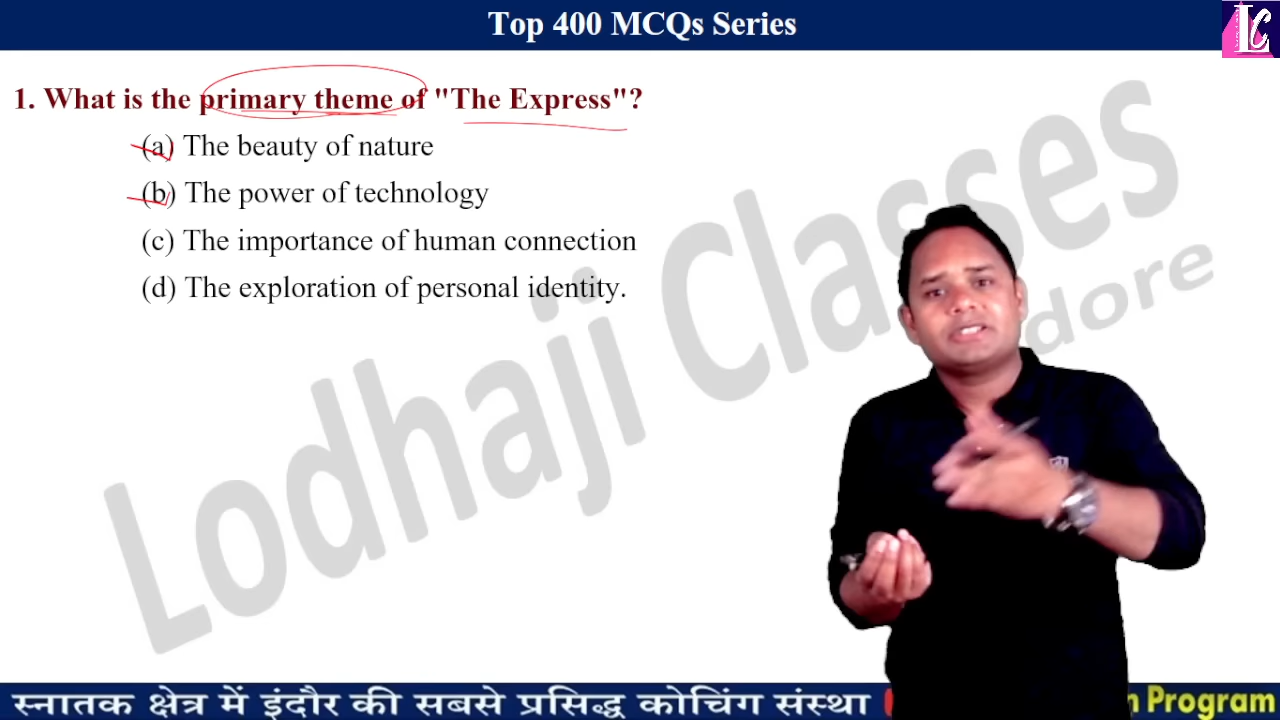 Top 400 MCQs Series
LC
1. What is the primary theme of "The Express"?
(a) The beauty of nature
(b) The power of technology
(c) The importance of human connection
(d) The exploration of personal identity.
Lodhaji Classes
dore
स्नातक क्षेत्र में इंदौर की सबसे प्रसिद्ध कोचिंग संस्था
n Program